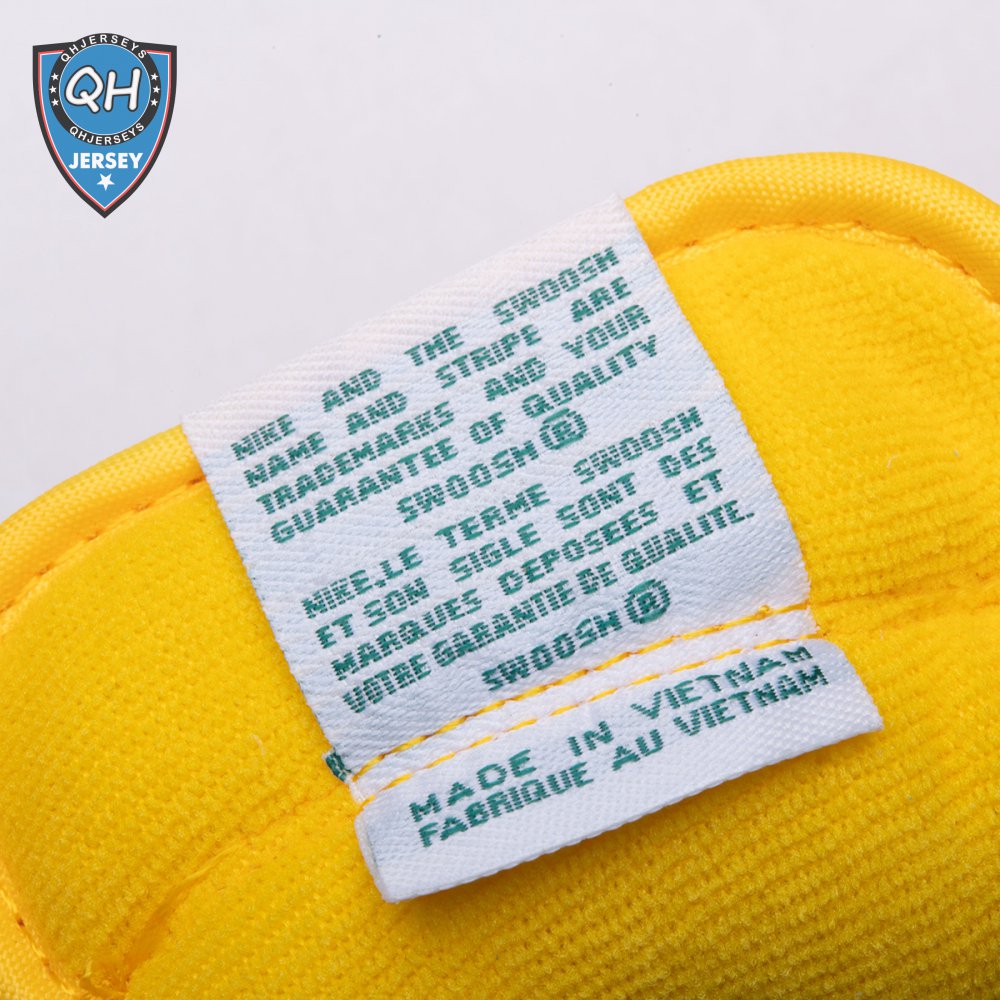 QHJERSEYS
QH
QHJERSEYS
JERSEY
NIKE AND THE SWOOSH
NAME AND STRIPE ARE
TRADEMARKS AND YOUR
GUARANTEE OF QUALITY
SWOOSH®
NIKE.LE TERME SWOOSH
ET SON SIGLE SONT DES
MARQUES DEPOSEES ET
VOTRE GARANTIE DE QUALITE.
SWOOSH®
MADE IN VIETNAM
FABRIQUE AU VIETNAM